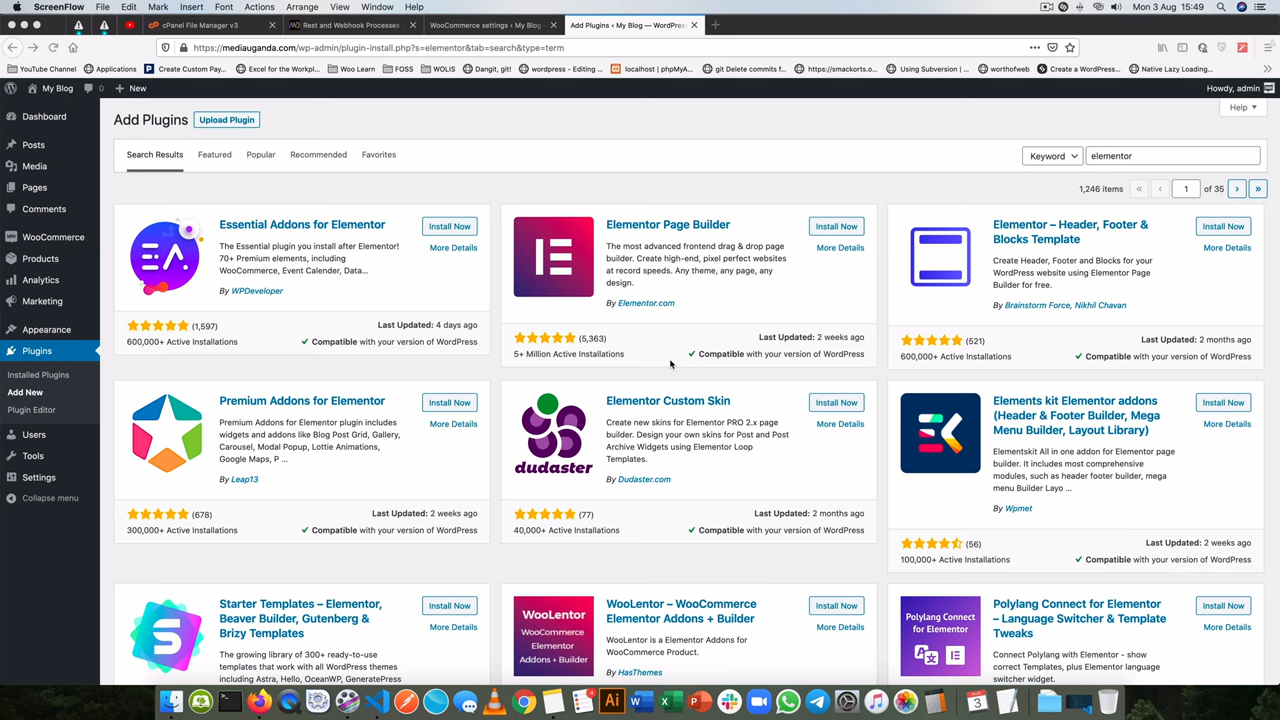 ScreenFlow File Edit Mark Insert Font Actions Arrange View Window Help Mon 3 Aug 15:49
cPanel File Manager v3 Rest and Webhook Processes WooCommerce settings ‹ My Blog Add Plugins ‹ My Blog — WordPress
https://mediauganda.com/wp-admin/plugin-install.php?s=elementor&tab=search&type=term
YouTube Channel Applications Create Custom Pay... Excel for the Workplac... Woo Learn FOSS WOLIS Dangit, git! wordpress - Editing ... localhost | phpMyA... git Delete commits f... https://smackorts.o... Using Subversion |... worthofweb Create a WordPress... Native Lazy Loading...
My Blog 0 New Howdy, admin
Help
Add Plugins Upload Plugin
Search Results Featured Popular Recommended Favorites Keyword elementor
1,246 items « ‹ 1 of 35 › »
Dashboard
Posts
Media
Pages
Comments
WooCommerce
Products
Analytics
Marketing
Appearance
Plugins
Installed Plugins
Add New
Plugin Editor
Users
Tools
Settings
Collapse menu
Essential Addons for Elementor
Install Now
More Details
The Essential plugin you install after Elementor!
70+ Premium elements, including
WooCommerce, Event Calendar, Data...
By WPDeveloper
(1,597) Last Updated: 4 days ago
600,000+ Active Installations Compatible with your version of WordPress
Elementor Page Builder
Install Now
More Details
The most advanced frontend drag & drop page
builder. Create high-end, pixel perfect websites
at record speeds. Any theme, any page, any
design.
By Elementor.com
(5,363) Last Updated: 2 weeks ago
5+ Million Active Installations Compatible with your version of WordPress
Elementor – Header, Footer &
Blocks Template
Install Now
More Details
Create Header, Footer and Blocks for your
WordPress website using Elementor Page
Builder for free.
By Brainstorm Force, Nikhil Chavan
(521) Last Updated: 2 months ago
600,000+ Active Installations Compatible with your version of WordPress
Premium Addons for Elementor
Install Now
More Details
Premium Addons for Elementor plugin includes
widgets and addons like Blog Post Grid, Gallery,
Carousel, Modal Popup, Lottie Animations,
Google Maps, P ...
By Leap13
(678) Last Updated: 2 weeks ago
300,000+ Active Installations Compatible with your version of WordPress
dudaster
Elementor Custom Skin
Install Now
More Details
Create new skins for Elementor PRO 2.x page
builder. Design your own skins for Post and Post
Archive Widgets using Elementor Loop
Templates.
By Dudaster.com
(77) Last Updated: 2 months ago
40,000+ Active Installations Compatible with your version of WordPress
Elements kit Elementor addons
(Header & Footer Builder, Mega
Menu Builder, Layout Library)
Install Now
More Details
Elementskit All in one addon for Elementor page
builder. It includes most comprehensive
modules, such as header footer builder, mega
menu Builder Layo ...
By Wpmet
(56) Last Updated: 2 weeks ago
100,000+ Active Installations Compatible with your version of WordPress
Starter Templates – Elementor,
Beaver Builder, Gutenberg &
Brizy Templates
Install Now
More Details
The growing library of 300+ ready-to-use
templates that work with all WordPress themes
including Astra, Hello, OceanWP, GeneratePress
WooLentor
WooCommerce
Elementor
Addons + Builder
WooLentor – WooCommerce
Elementor Addons + Builder
Install Now
More Details
WooLentor is a Elementor Addons for
WooCommerce Product.
By HasThemes
Polylang Connect
for Elementor
Polylang Connect for Elementor
– Language Switcher & Template
Tweaks
Install Now
More Details
Connect Polylang with Elementor - show
correct Templates, plus Elementor language
switcher widget.